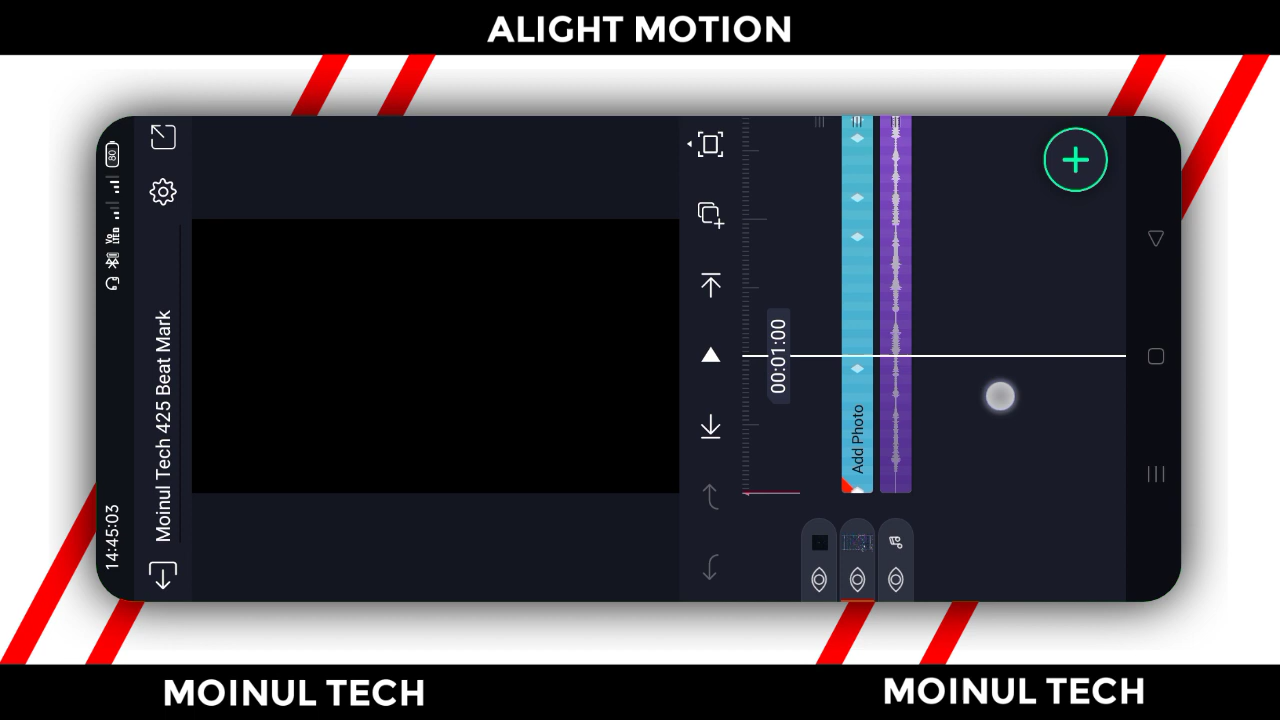 ALIGHT MOTION
14:45:03
80
Moinul Tech 425 Beat Mark
00:01:00
Add Photo
MOINUL TECH
MOINUL TECH